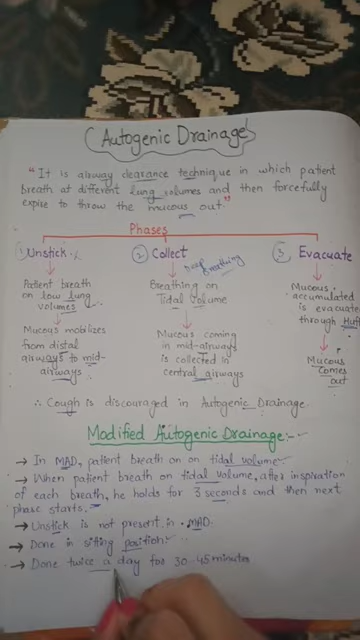 Autogenic Drainage
"It is airway clearance technique in which patient
breath at different lung volumes and then forcefully
expire to throw the mucous out."
Phases
① Unstick
Patient breath
on low lung
volumes
Mucous mobilizes
from distal
airways to mid-
airways
② Collect
Deep breathing
Breathing on
Tidal Volume
Mucous coming
in mid-airways
is collected in
central airways
③ Evacuate
Mucous
accumulated
is evacuate
through Huff
Mucous
Comes
out
∴ Cough is discouraged in Autogenic Drainage
Modified Autogenic Drainage:-
→ In MAD, patient breath on on tidal volume
→ When patient breath on tidal volume, after inspiration
of each breath, he holds for 3 seconds and then next
phase starts.
→ Unstick is not present in MAD
→ Done in sitting position
→ Done twice a day for 30-45 minutes